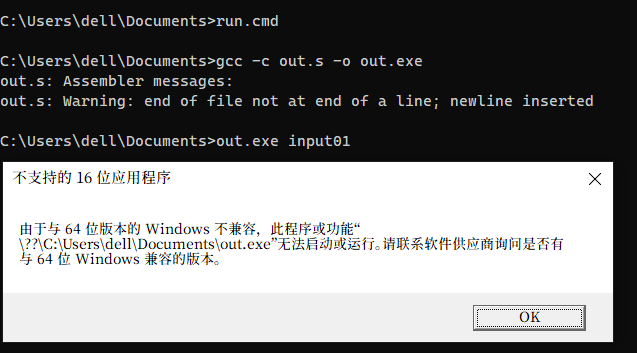 C:\Users\dell\Documents>run.cmd
C:\Users\dell\Documents>gcc -c out.s -o out.exe
out.s: Assembler messages:
out.s: Warning: end of file not at end of a line; newline inserted
C:\Users\dell\Documents>out.exe input01
不支持的 16 位应用程序
由于与 64 位版本的 Windows 不兼容，此程序或功能“
\??\C:\Users\dell\Documents\out.exe”无法启动或运行。请联系软件供应商询问是否有
与 64 位 Windows 兼容的版本。
OK